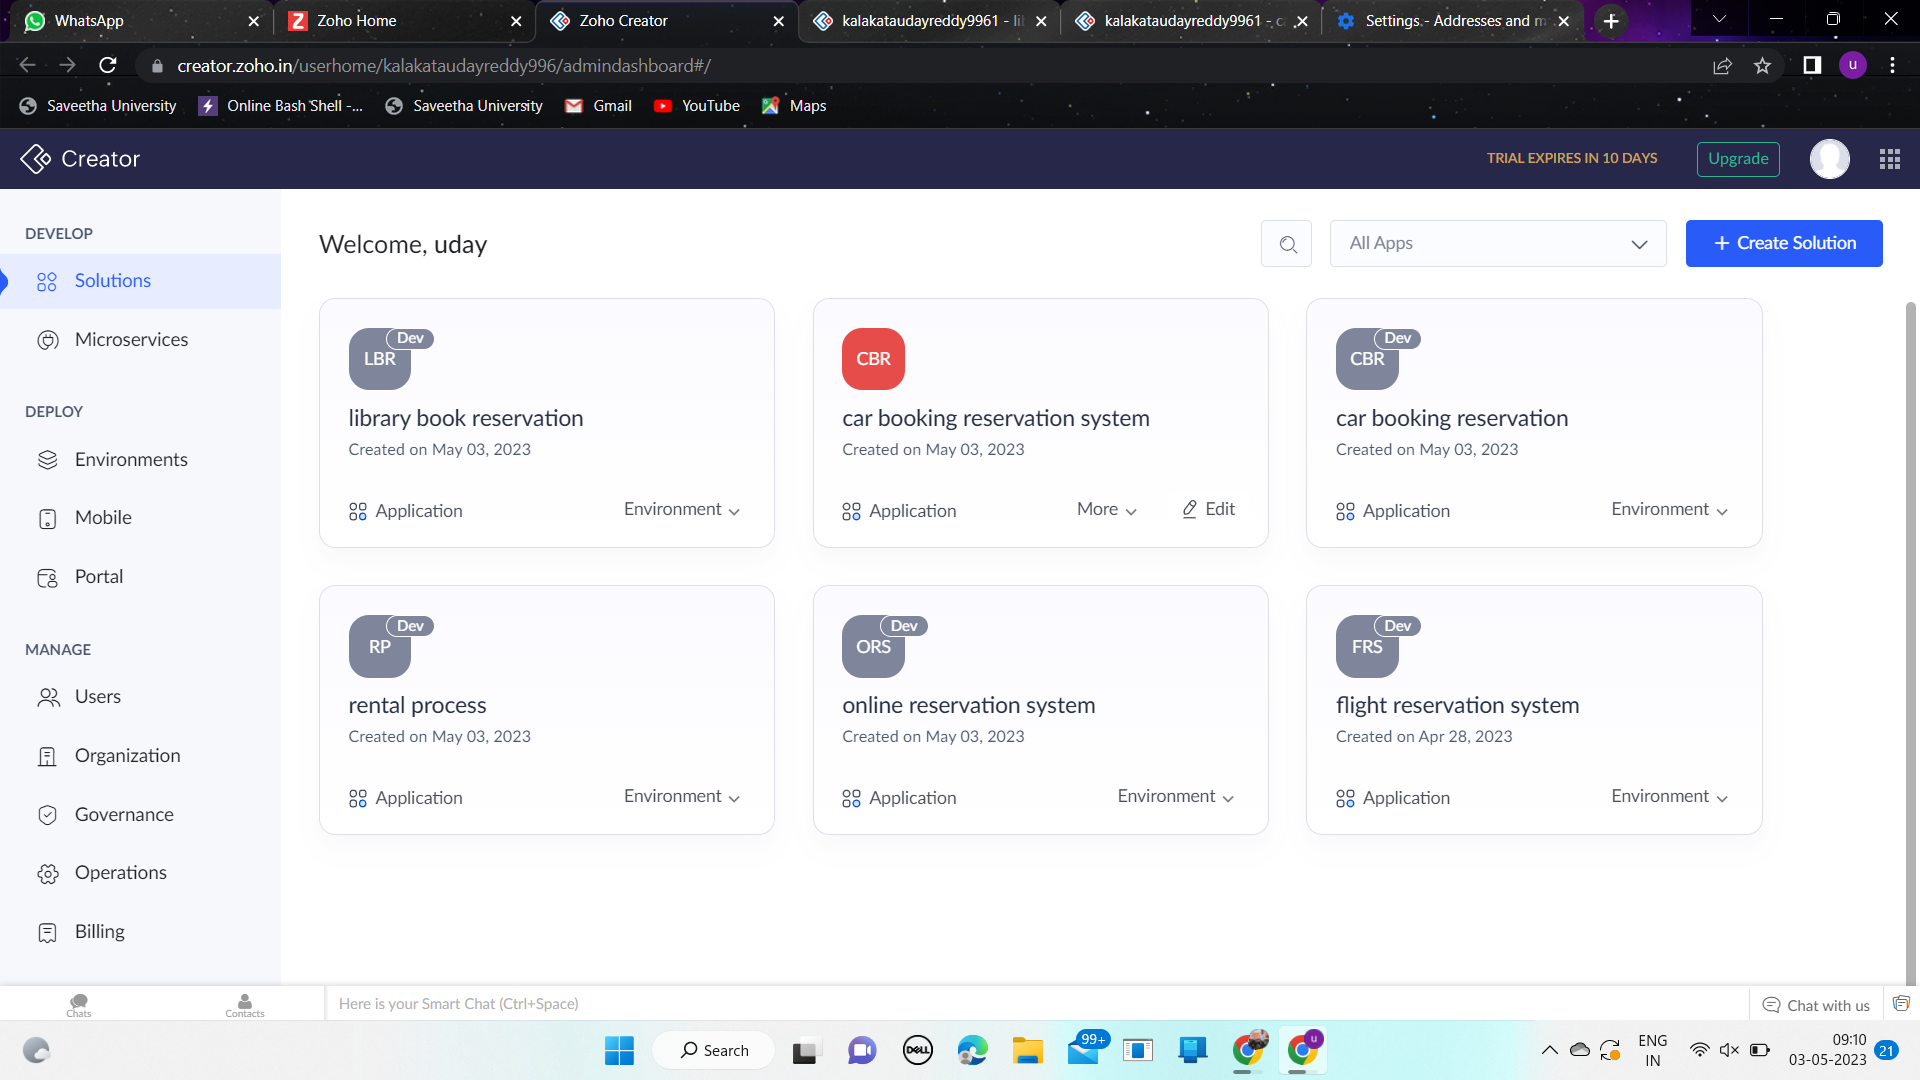 WhatsApp
Zoho Home
Zoho Creator
kalakataudayreddy9961 - li
kalakataudayreddy9961 - c
Settings - Addresses and m
creator.zoho.in/userhome/kalakataudayreddy996/admindashboard#/
u
Saveetha University
Online Bash Shell -...
Saveetha University
Gmail
YouTube
Maps
Creator
TRIAL EXPIRES IN 10 DAYS
Upgrade
DEVELOP
Solutions
Microservices
DEPLOY
Environments
Mobile
Portal
MANAGE
Users
Organization
Governance
Operations
Billing
Welcome, uday
All Apps
+ Create Solution
LBR
Dev
library book reservation
Created on May 03, 2023
Application
Environment
CBR
car booking reservation system
Created on May 03, 2023
Application
More
Edit
CBR
Dev
car booking reservation
Created on May 03, 2023
Application
Environment
RP
Dev
rental process
Created on May 03, 2023
Application
Environment
ORS
Dev
online reservation system
Created on May 03, 2023
Application
Environment
FRS
Dev
flight reservation system
Created on Apr 28, 2023
Application
Environment
Chats
Contacts
Here is your Smart Chat (Ctrl+Space)
Chat with us
Search
DELL
99+
u
ENG
IN
09:10
03-05-2023
21